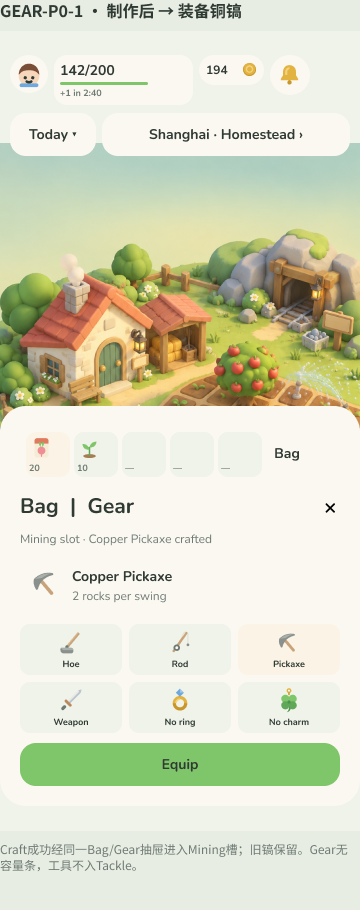 GEAR-P0-1 · 制作后 → 装备铜镐
142/200
+1 in 2:40
194
Today ▾
Shanghai · Homestead ›
20
10
—
—
—
Bag
Bag | Gear
×
Mining slot · Copper Pickaxe crafted
Copper Pickaxe
2 rocks per swing
Hoe
Rod
Pickaxe
Weapon
No ring
No charm
Equip
Craft成功经同一Bag/Gear抽屉进入Mining槽；旧镐保留。Gear无
容量条，工具不入Tackle。